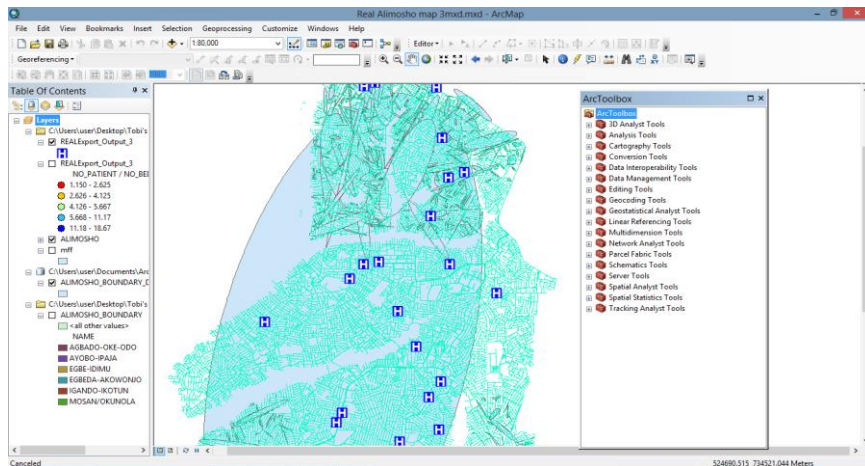 Real Alimosho map 3mxd.mxd - ArcMap
File Edit View Bookmarks Insert Selection Geoprocessing Customize Windows Help
1:80,000
Editor
Georeferencing
Table Of Contents
Layers
C:\Users\user\Desktop\Tobi's
REALExport_Output_3
H
REALExport_Output_3
NO_PATIENT / NO_BE
1.150 - 2.625
2.626 - 4.125
4.126 - 5.667
5.668 - 11.17
11.18 - 18.67
ALIMOSHO
mff
C:\Users\user\Documents\Arc
ALIMOSHO_BOUNDARY_D
C:\Users\user\Desktop\Tobi's
ALIMOSHO_BOUNDARY
<all other values>
NAME
AGBADO-OKE-ODO
AYOBO-IPAJA
EGBE-IDIMU
EGBEDA-AKOWONJO
IGANDO-IKOTUN
MOSAN/OKUNOLA
ArcToolbox
ArcToolbox
3D Analyst Tools
Analysis Tools
Cartography Tools
Conversion Tools
Data Interoperability Tools
Data Management Tools
Editing Tools
Geocoding Tools
Geostatistical Analyst Tools
Linear Referencing Tools
Multidimension Tools
Network Analyst Tools
Parcel Fabric Tools
Schematics Tools
Server Tools
Spatial Analyst Tools
Spatial Statistics Tools
Tracking Analyst Tools
Canceled
524690.515 734521.044 Meters